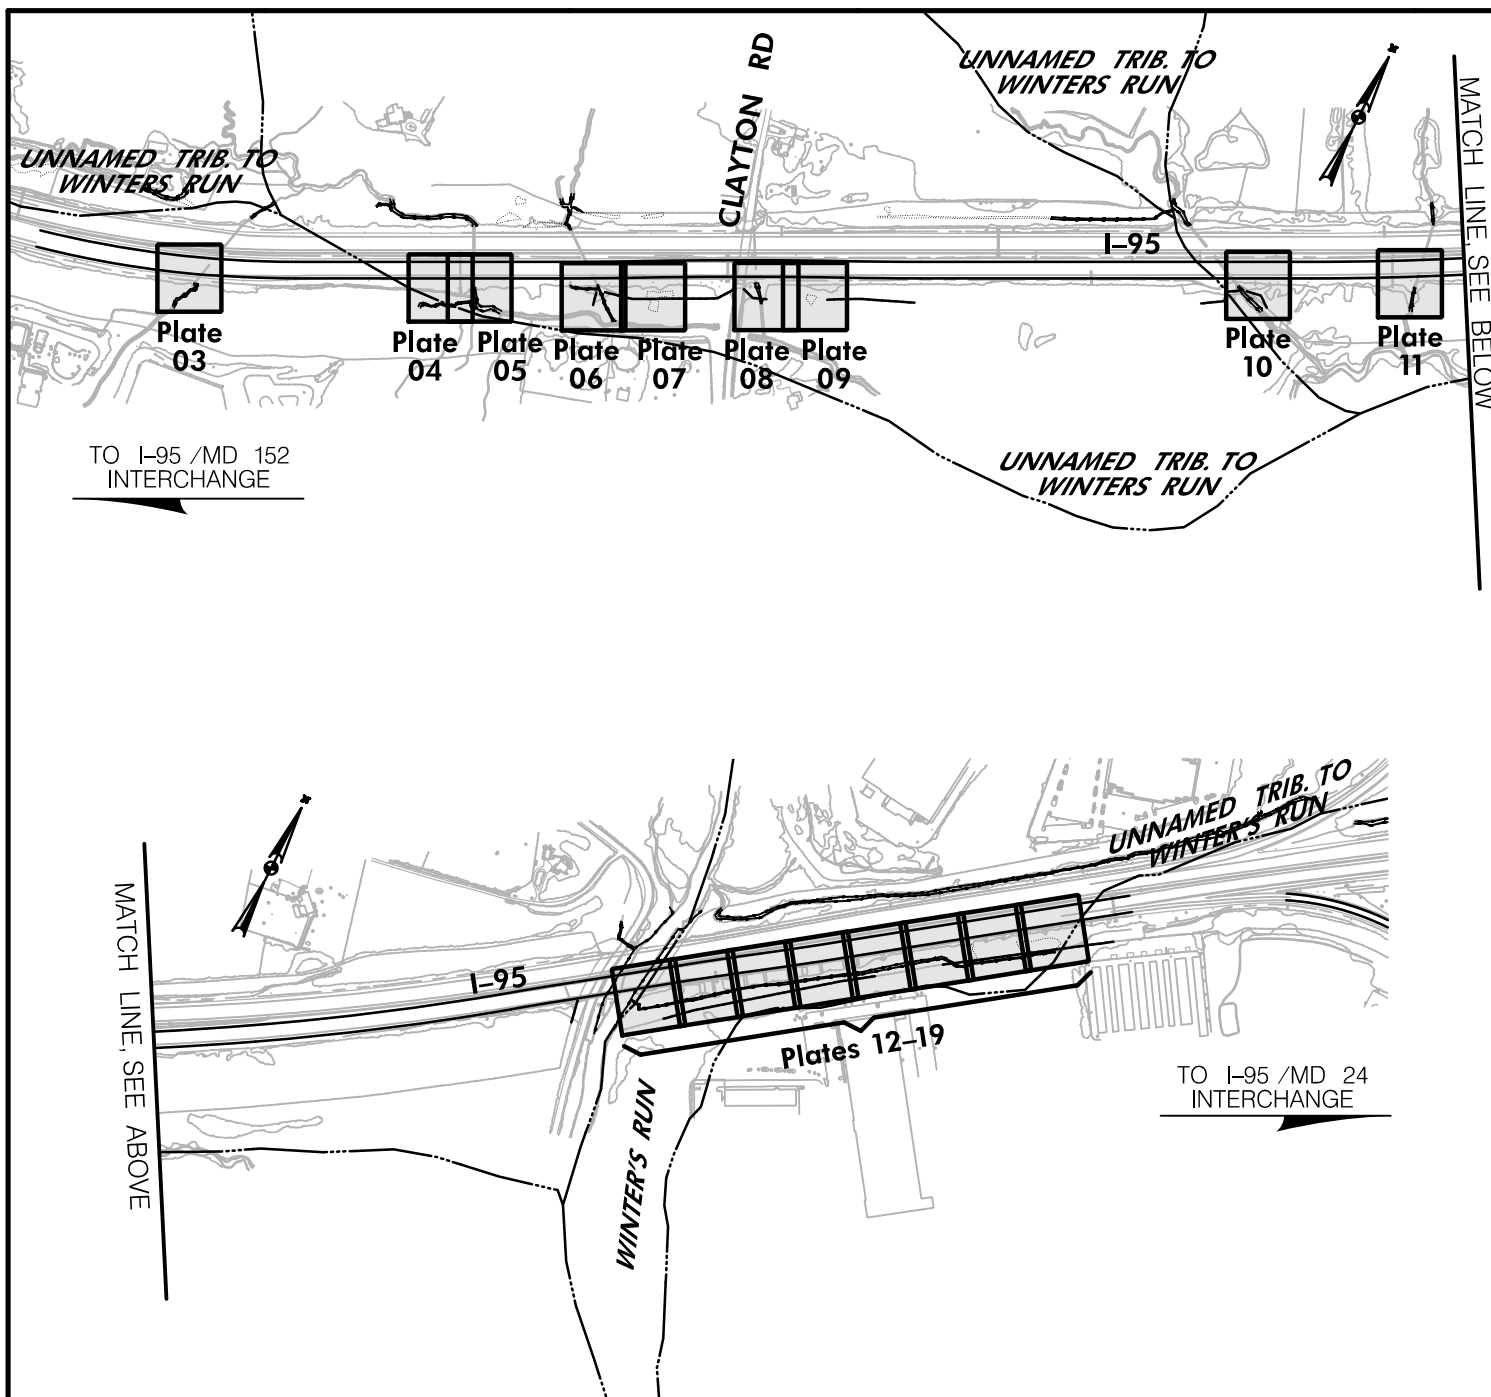 UNNAMED TRIB. TO
WINTERS RUN
CLAYTON RD
UNNAMED TRIB. TO
WINTERS RUN
MATCH LINE, SEE BELOW
I-95
Plate
03
Plate
04
Plate
05
Plate
06
Plate
07
Plate
08
Plate
09
Plate
10
Plate
11
TO I-95 /MD 152
INTERCHANGE
UNNAMED TRIB. TO
WINTERS RUN
UNNAMED TRIB. TO
WINTER'S RUN
MATCH LINE, SEE ABOVE
I-95
Plates 12-19
WINTER'S RUN
TO I-95 /MD 24
INTERCHANGE